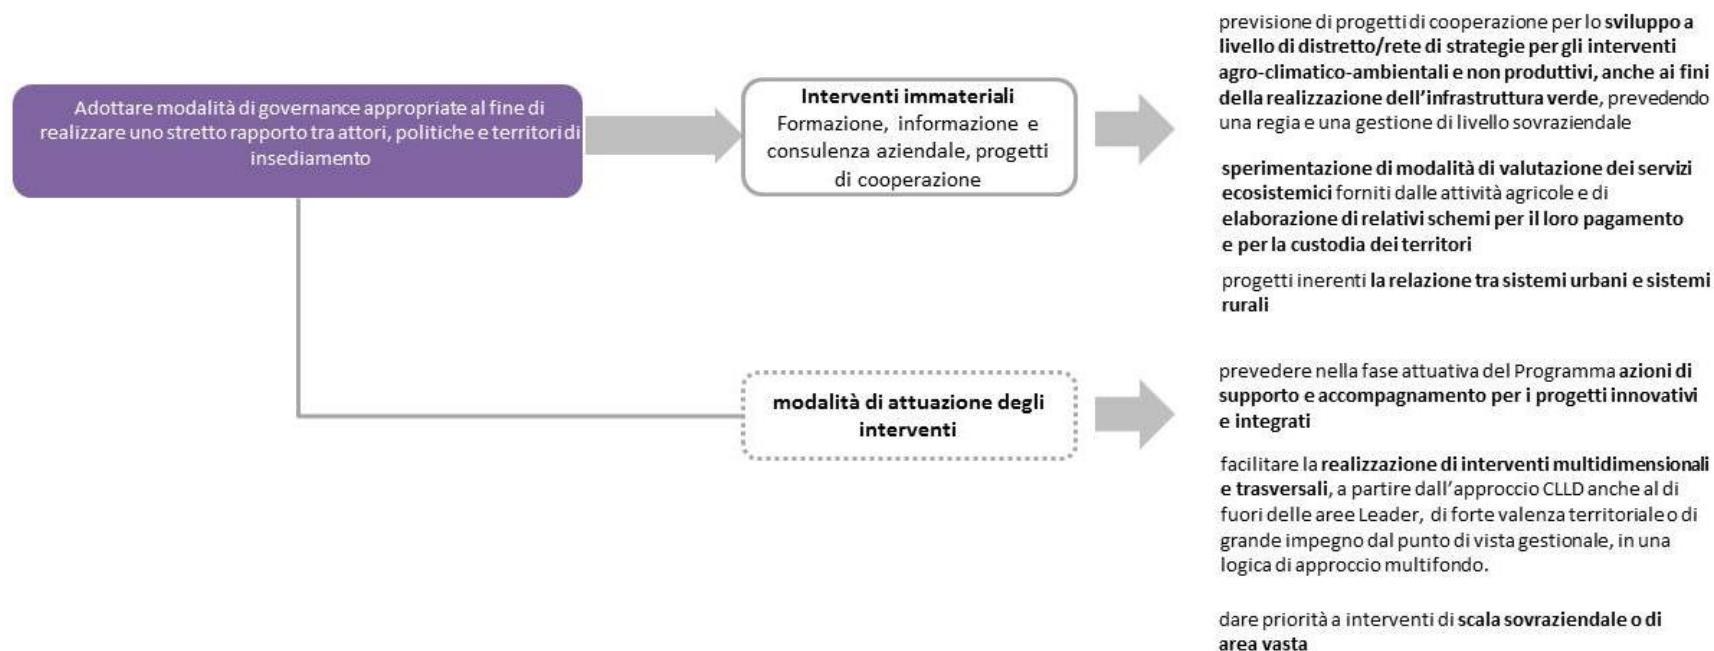 Adottare modalità di governance appropriate al fine di
realizzare uno stretto rapporto tra attori, politiche e territori di
insediamento
Interventi immateriali
Formazione, informazione e
consulenza aziendale, progetti
di cooperazione
previsione di progetti di cooperazione per lo sviluppo a
livello di distretto/rete di strategie per gli interventi
agro-climatico-ambientali e non produttivi, anche ai fini
della realizzazione dell'infrastruttura verde, prevedendo
una regia e una gestione di livello sovraziendale
sperimentazione di modalità di valutazione dei servizi
ecosistemici forniti dalle attività agricole e di
elaborazione di relativi schemi per il loro pagamento
e per la custodia dei territori
progetti inerenti la relazione tra sistemi urbani e sistemi
rurali
modalità di attuazione degli
interventi
prevedere nella fase attuativa del Programma azioni di
supporto e accompagnamento per i progetti innovativi
e integrati
facilitare la realizzazione di interventi multidimensionali
e trasversali, a partire dall'approccio CLLD anche al di
fuori delle aree Leader, di forte valenza territoriale o di
grande impegno dal punto di vista gestionale, in una
logica di approccio multifondo.
dare priorità a interventi di scala sovraziendale o di
area vasta